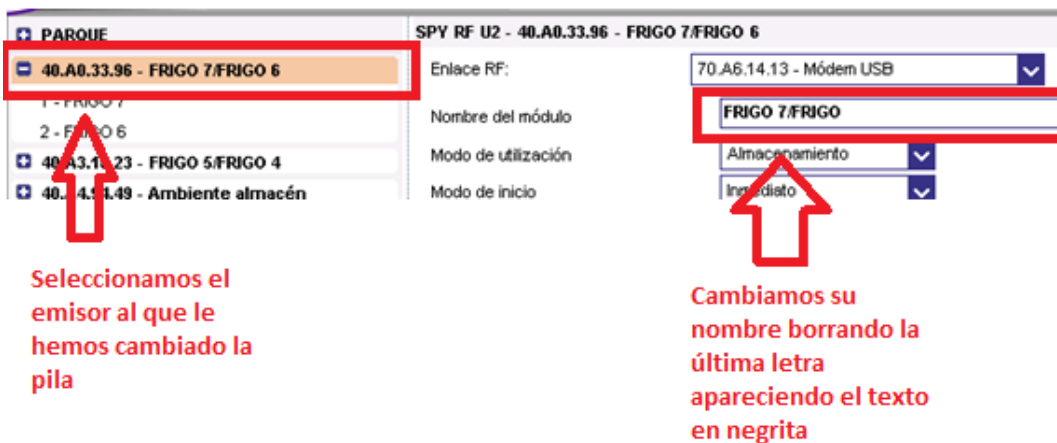 PARQUE
SPY RF U2 - 40.A0.33.96 - FRIGO 7/FRIGO 6
40.A0.33.96 - FRIGO 7/FRIGO 6
Enlace RF:
70.A6.14.13 - Módem USB
1 - FRIGO 7
Nombre del módulo
FRIGO 7/FRIGO
2 - FRIGO 6
Modo de utilización
Almacenamiento
23 - FRIGO 5/FRIGO 4
Modo de inicio
Inmediato
49 - Ambiente almacén
Seleccionamos el
emisor al que le
hemos cambiado la
pila
Cambiamos su
nombre borrando la
última letra
apareciendo el texto
en negrita